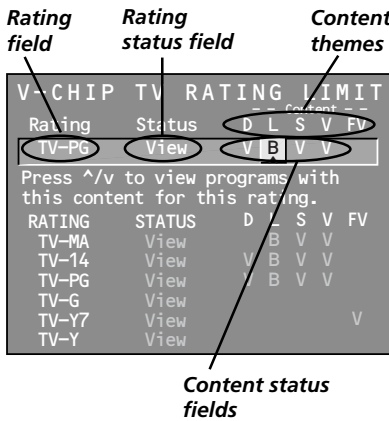 Rating field
Rating status field
Content themes
V-CHIP TV RATING LIMIT
- - Content - -
Rating Status D L S V FV
TV-PG View V B V V
Press ^/v to view programs with
this content for this rating.
RATING STATUS D L S V FV
TV-MA View B V V
TV-14 View V B V V
TV-PG View V B V V
TV-G View
TV-Y7 View V
TV-Y View
Content status fields